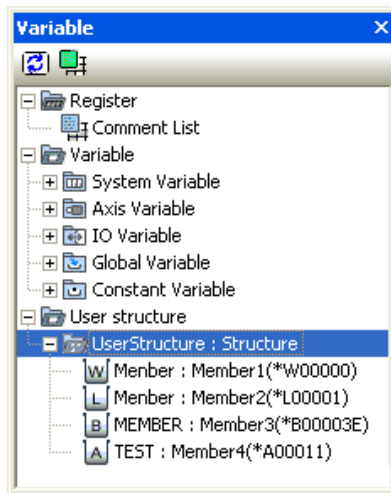 Variable
Register
Comment List
Variable
System Variable
Axis Variable
IO Variable
Global Variable
Constant Variable
User structure
UserStructure : Structure
W Menber : Member1(*W00000)
L Menber : Member2(*L00001)
B MEMBER : Member3(*B00003E)
A TEST : Member4(*A00011)